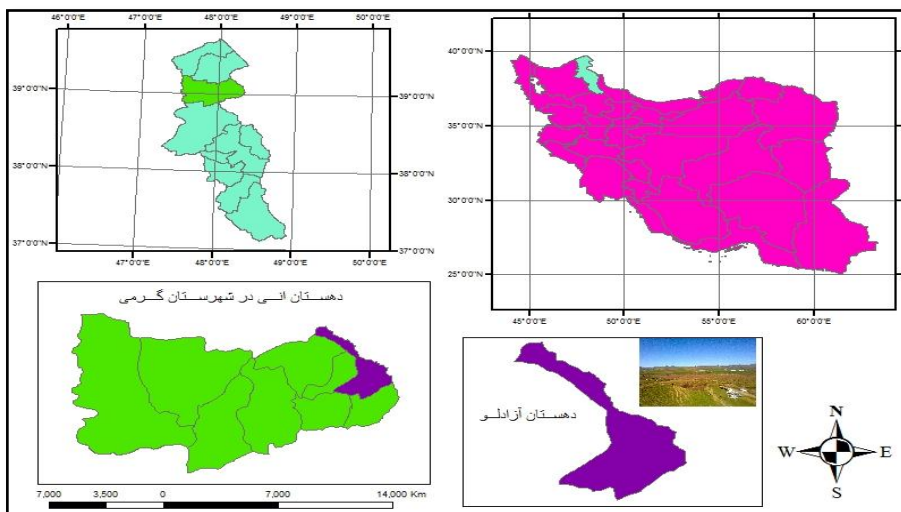 46°0'0"E 47°0'0"E 48°0'0"E 49°0'0"E
39°0'0"N 39°0'0"N
38°0'0"N 38°0'0"N
37°0'0"N 37°0'0"N
47°0'0"E 48°0'0"E 49°0'0"E 50°0'0"E
40°0'0"N
35°0'0"N
30°0'0"N
25°0'0"N
45°0'0"E 50°0'0"E 55°0'0"E 60°0'0"E
دهستان انی در شهرستان گرمی
7,000 3,500 0 7,000 14,000 Km
دهستان آزادلو
N
W E
S